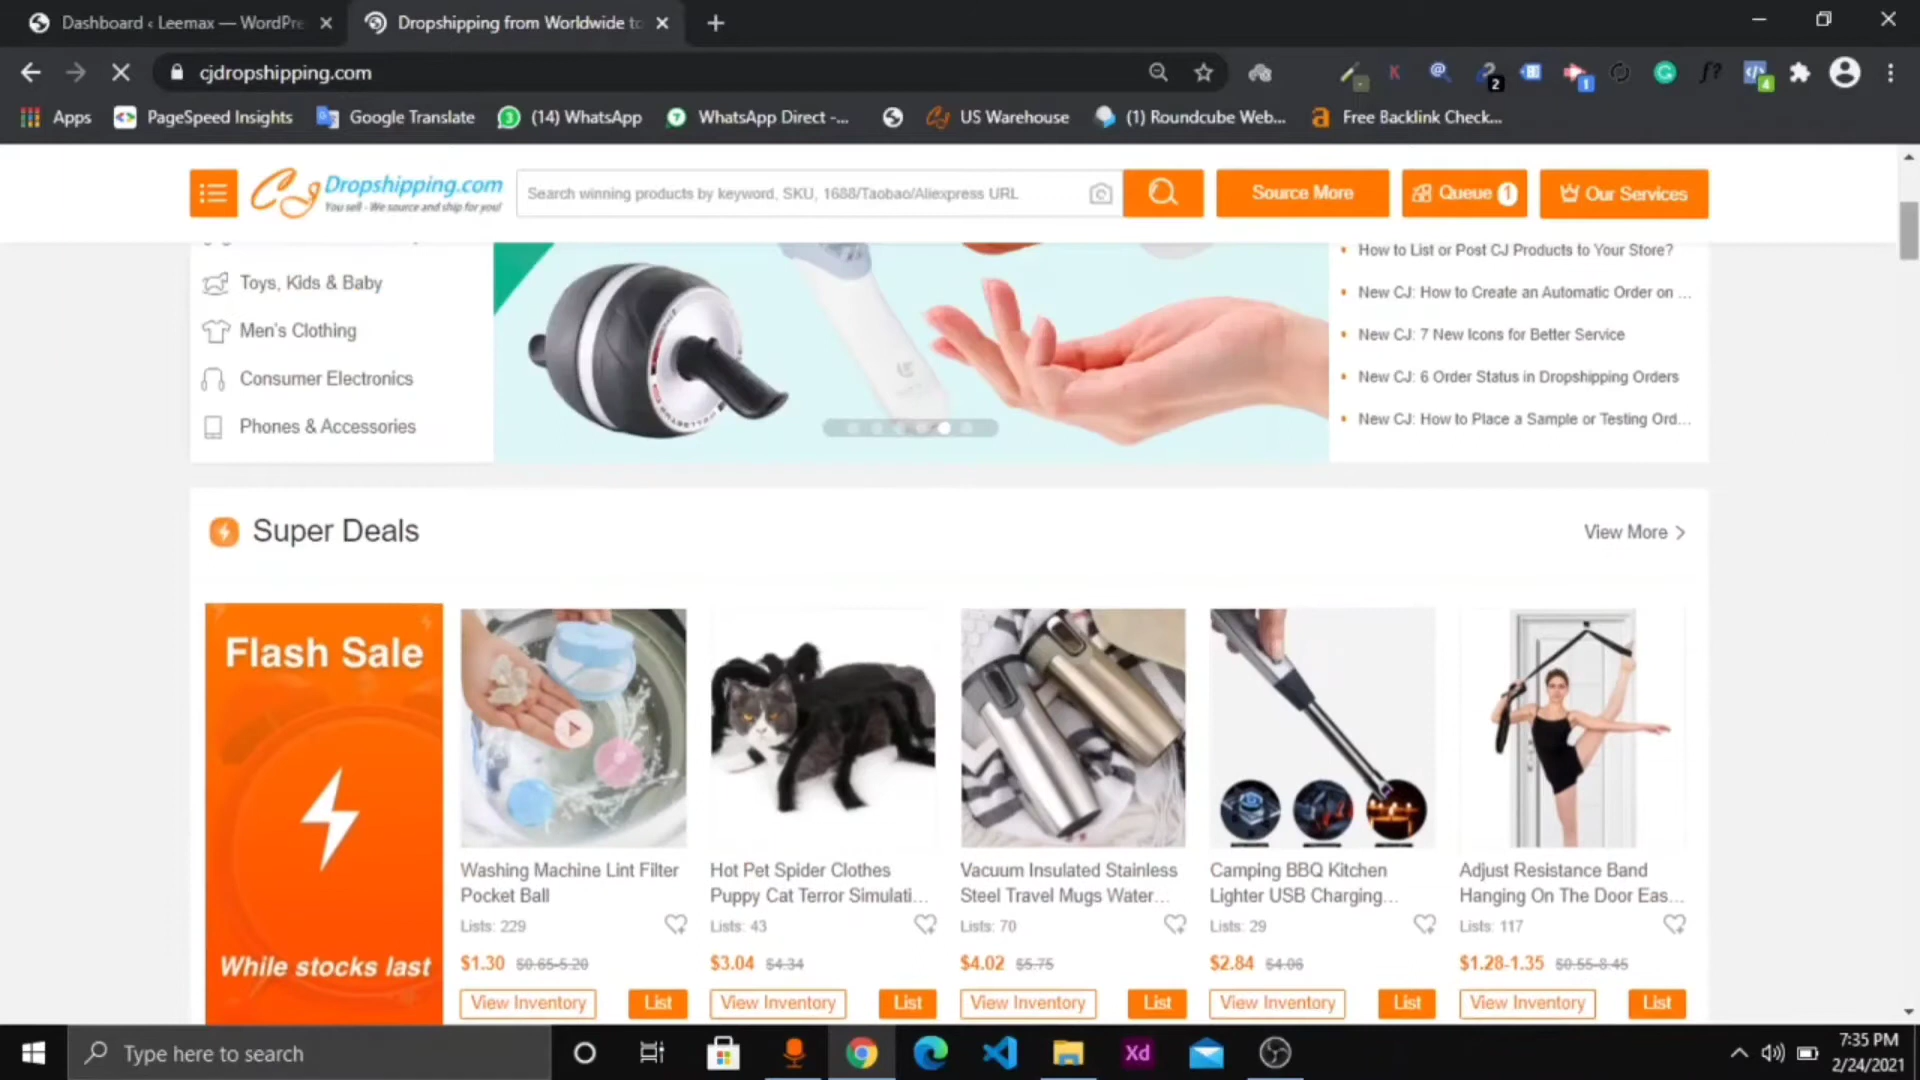 Dashboard ‹ Leemax — WordPre
Dropshipping from Worldwide to
cjdropshipping.com
2
1
4
Apps
PageSpeed Insights
Google Translate
3
(14) WhatsApp
WhatsApp Direct -...
US Warehouse
(1) Roundcube Web...
Free Backlink Check...
CJ Dropshipping.com
You sell - We source and ship for you!
Search winning products by keyword, SKU, 1688/Taobao/Aliexpress URL
Source More
Queue 1
Our Services
Toys, Kids & Baby
Men's Clothing
Consumer Electronics
Phones & Accessories
How to List or Post CJ Products to Your Store?
New CJ: How to Create an Automatic Order on ...
New CJ: 7 New Icons for Better Service
New CJ: 6 Order Status in Dropshipping Orders
New CJ: How to Place a Sample or Testing Ord...
Super Deals
View More >
Flash Sale
While stocks last
Washing Machine Lint Filter
Pocket Ball
Lists: 229
$1.30 $0.65-5.20
View Inventory
List
Hot Pet Spider Clothes
Puppy Cat Terror Simulati...
Lists: 43
$3.04 $4.34
View Inventory
List
Vacuum Insulated Stainless
Steel Travel Mugs Water...
Lists: 70
$4.02 $5.75
View Inventory
List
Camping BBQ Kitchen
Lighter USB Charging...
Lists: 29
$2.84 $4.06
View Inventory
List
Adjust Resistance Band
Hanging On The Door Eas...
Lists: 117
$1.28-1.35 $0.55-8.45
View Inventory
List
Type here to search
Xd
7:35 PM
2/24/2021